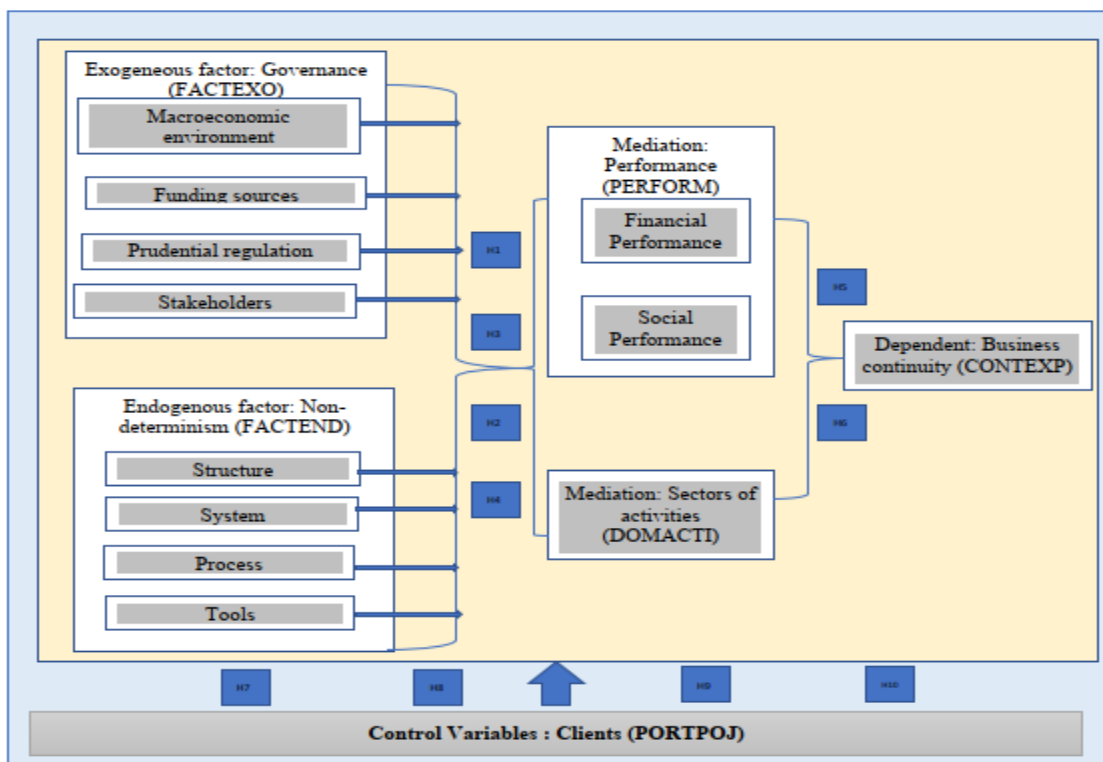 Exogeneous factor: Governance
(FACTEXO)
Macroeconomic
environment
Funding sources
Prudential regulation
Stakeholders
Endogenous factor: Non-
determinism (FACTEND)
Structure
System
Process
Tools
H1
H3
H2
H4
Mediation:
Performance
(PERFORM)
Financial
Performance
Social
Performance
Mediation: Sectors of
activities
(DOMACTI)
H5
H6
Dependent: Business
continuity (CONTEXP)
H7
H8
H9
H10
Control Variables : Clients (PORTPOJ)